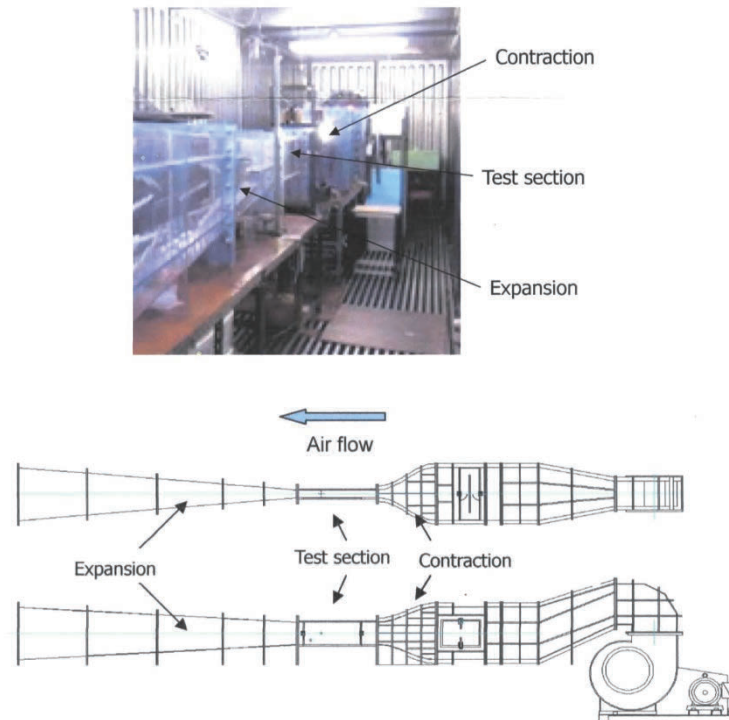 Contraction
Test section
Expansion
Air flow
Expansion
Test section
Contraction